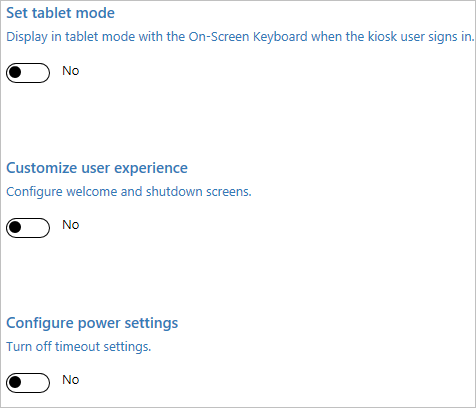 Set tablet mode
Display in tablet mode with the On-Screen Keyboard when the kiosk user signs in.
No
Customize user experience
Configure welcome and shutdown screens.
No
Configure power settings
Turn off timeout settings.
No